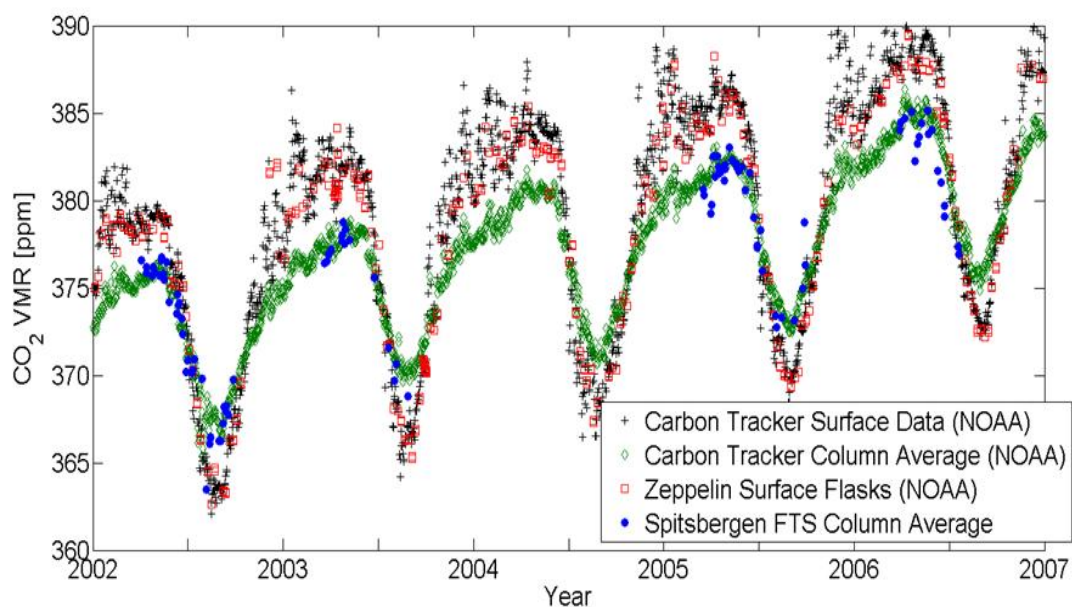 390
385
380
375
370
365
360
CO2 VMR [ppm]
Carbon Tracker Surface Data (NOAA)
Carbon Tracker Column Average (NOAA)
Zeppelin Surface Flasks (NOAA)
Spitsbergen FTS Column Average
2002 2003 2004 2005 2006 2007
Year